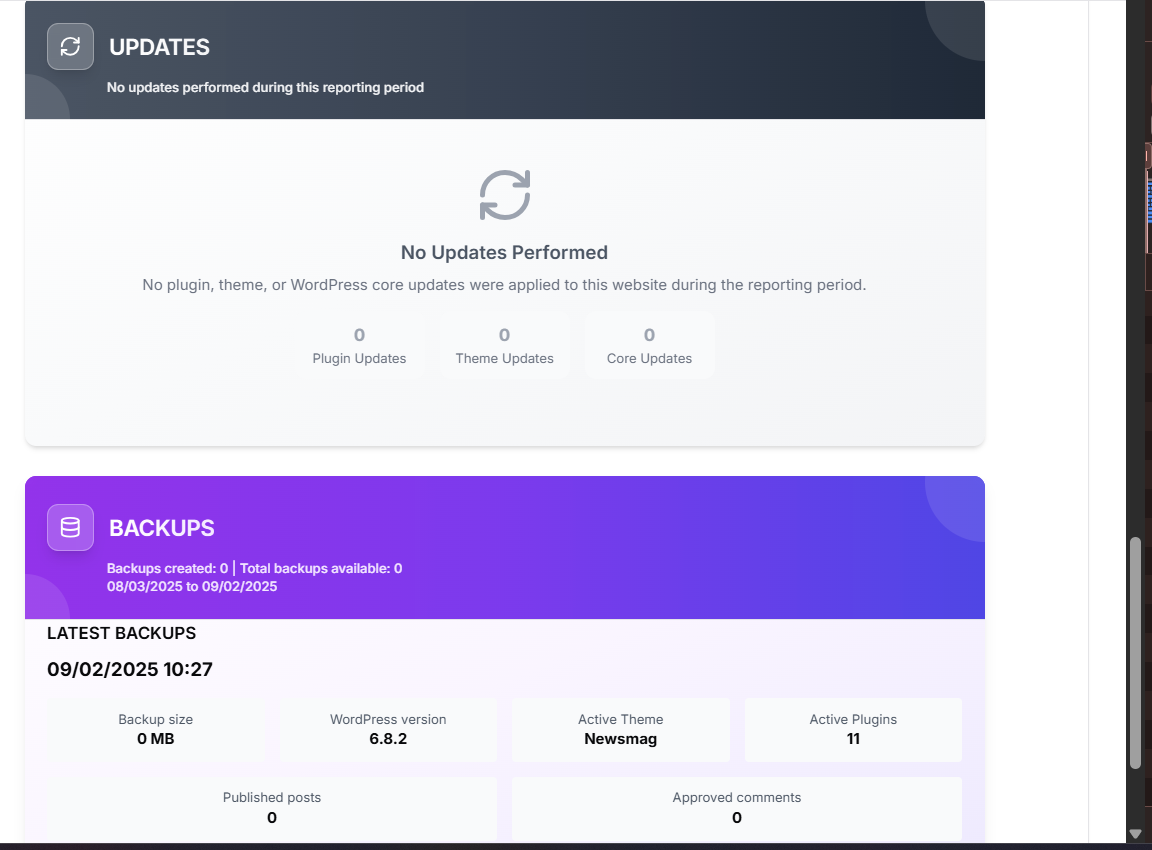 UPDATES
No updates performed during this reporting period
No Updates Performed
No plugin, theme, or WordPress core updates were applied to this website during the reporting period.
0 0 0
Plugin Updates Theme Updates Core Updates
BACKUPS
Backups created: 0 | Total backups available: 0
08/03/2025 to 09/02/2025
LATEST BACKUPS
09/02/2025 10:27
Backup size WordPress version Active Theme Active Plugins
0 MB 6.8.2 Newsmag 11
Published posts Approved comments
0 0